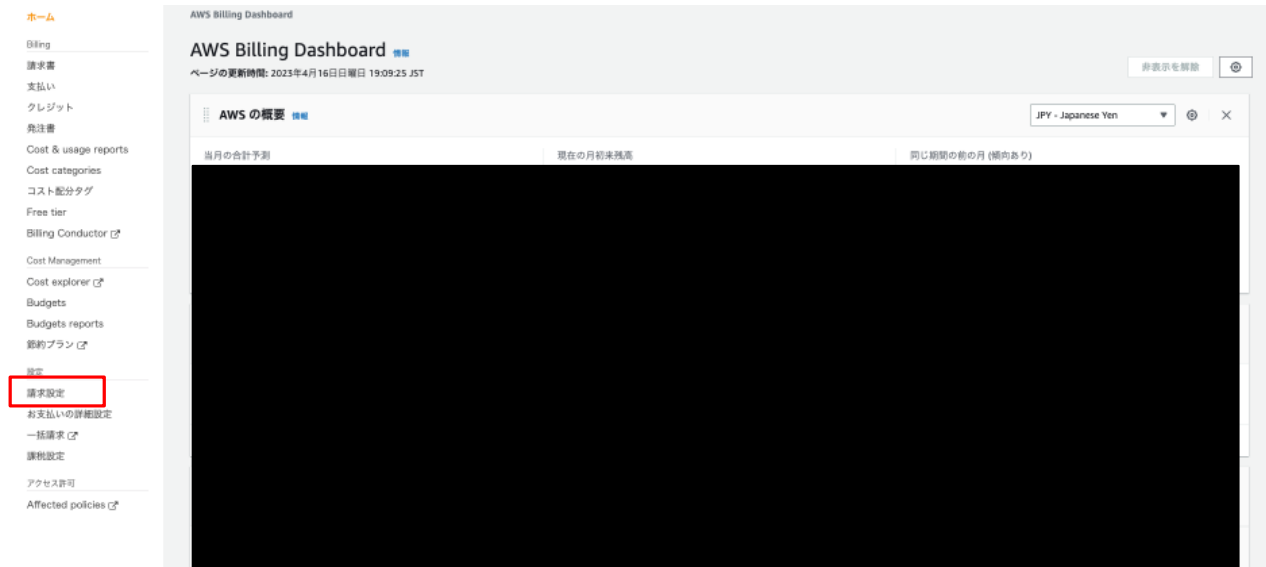 ホーム
Billing
請求書
支払い
クレジット
発注書
Cost & usage reports
Cost categories
コスト配分タグ
Free tier
Billing Conductor
Cost Management
Cost explorer
Budgets
Budgets reports
節約プラン
設定
請求設定
お支払いの詳細設定
一括請求
課税設定
アクセス許可
Affected policies
AWS Billing Dashboard
AWS Billing Dashboard 情報
ページの更新時間: 2023年4月16日日曜日 19:09:25 JST
非表示を解除
AWS の概要 情報
JPY - Japanese Yen
当月の合計予測
現在の月初来残高
同じ期間の前の月 (傾向あり)